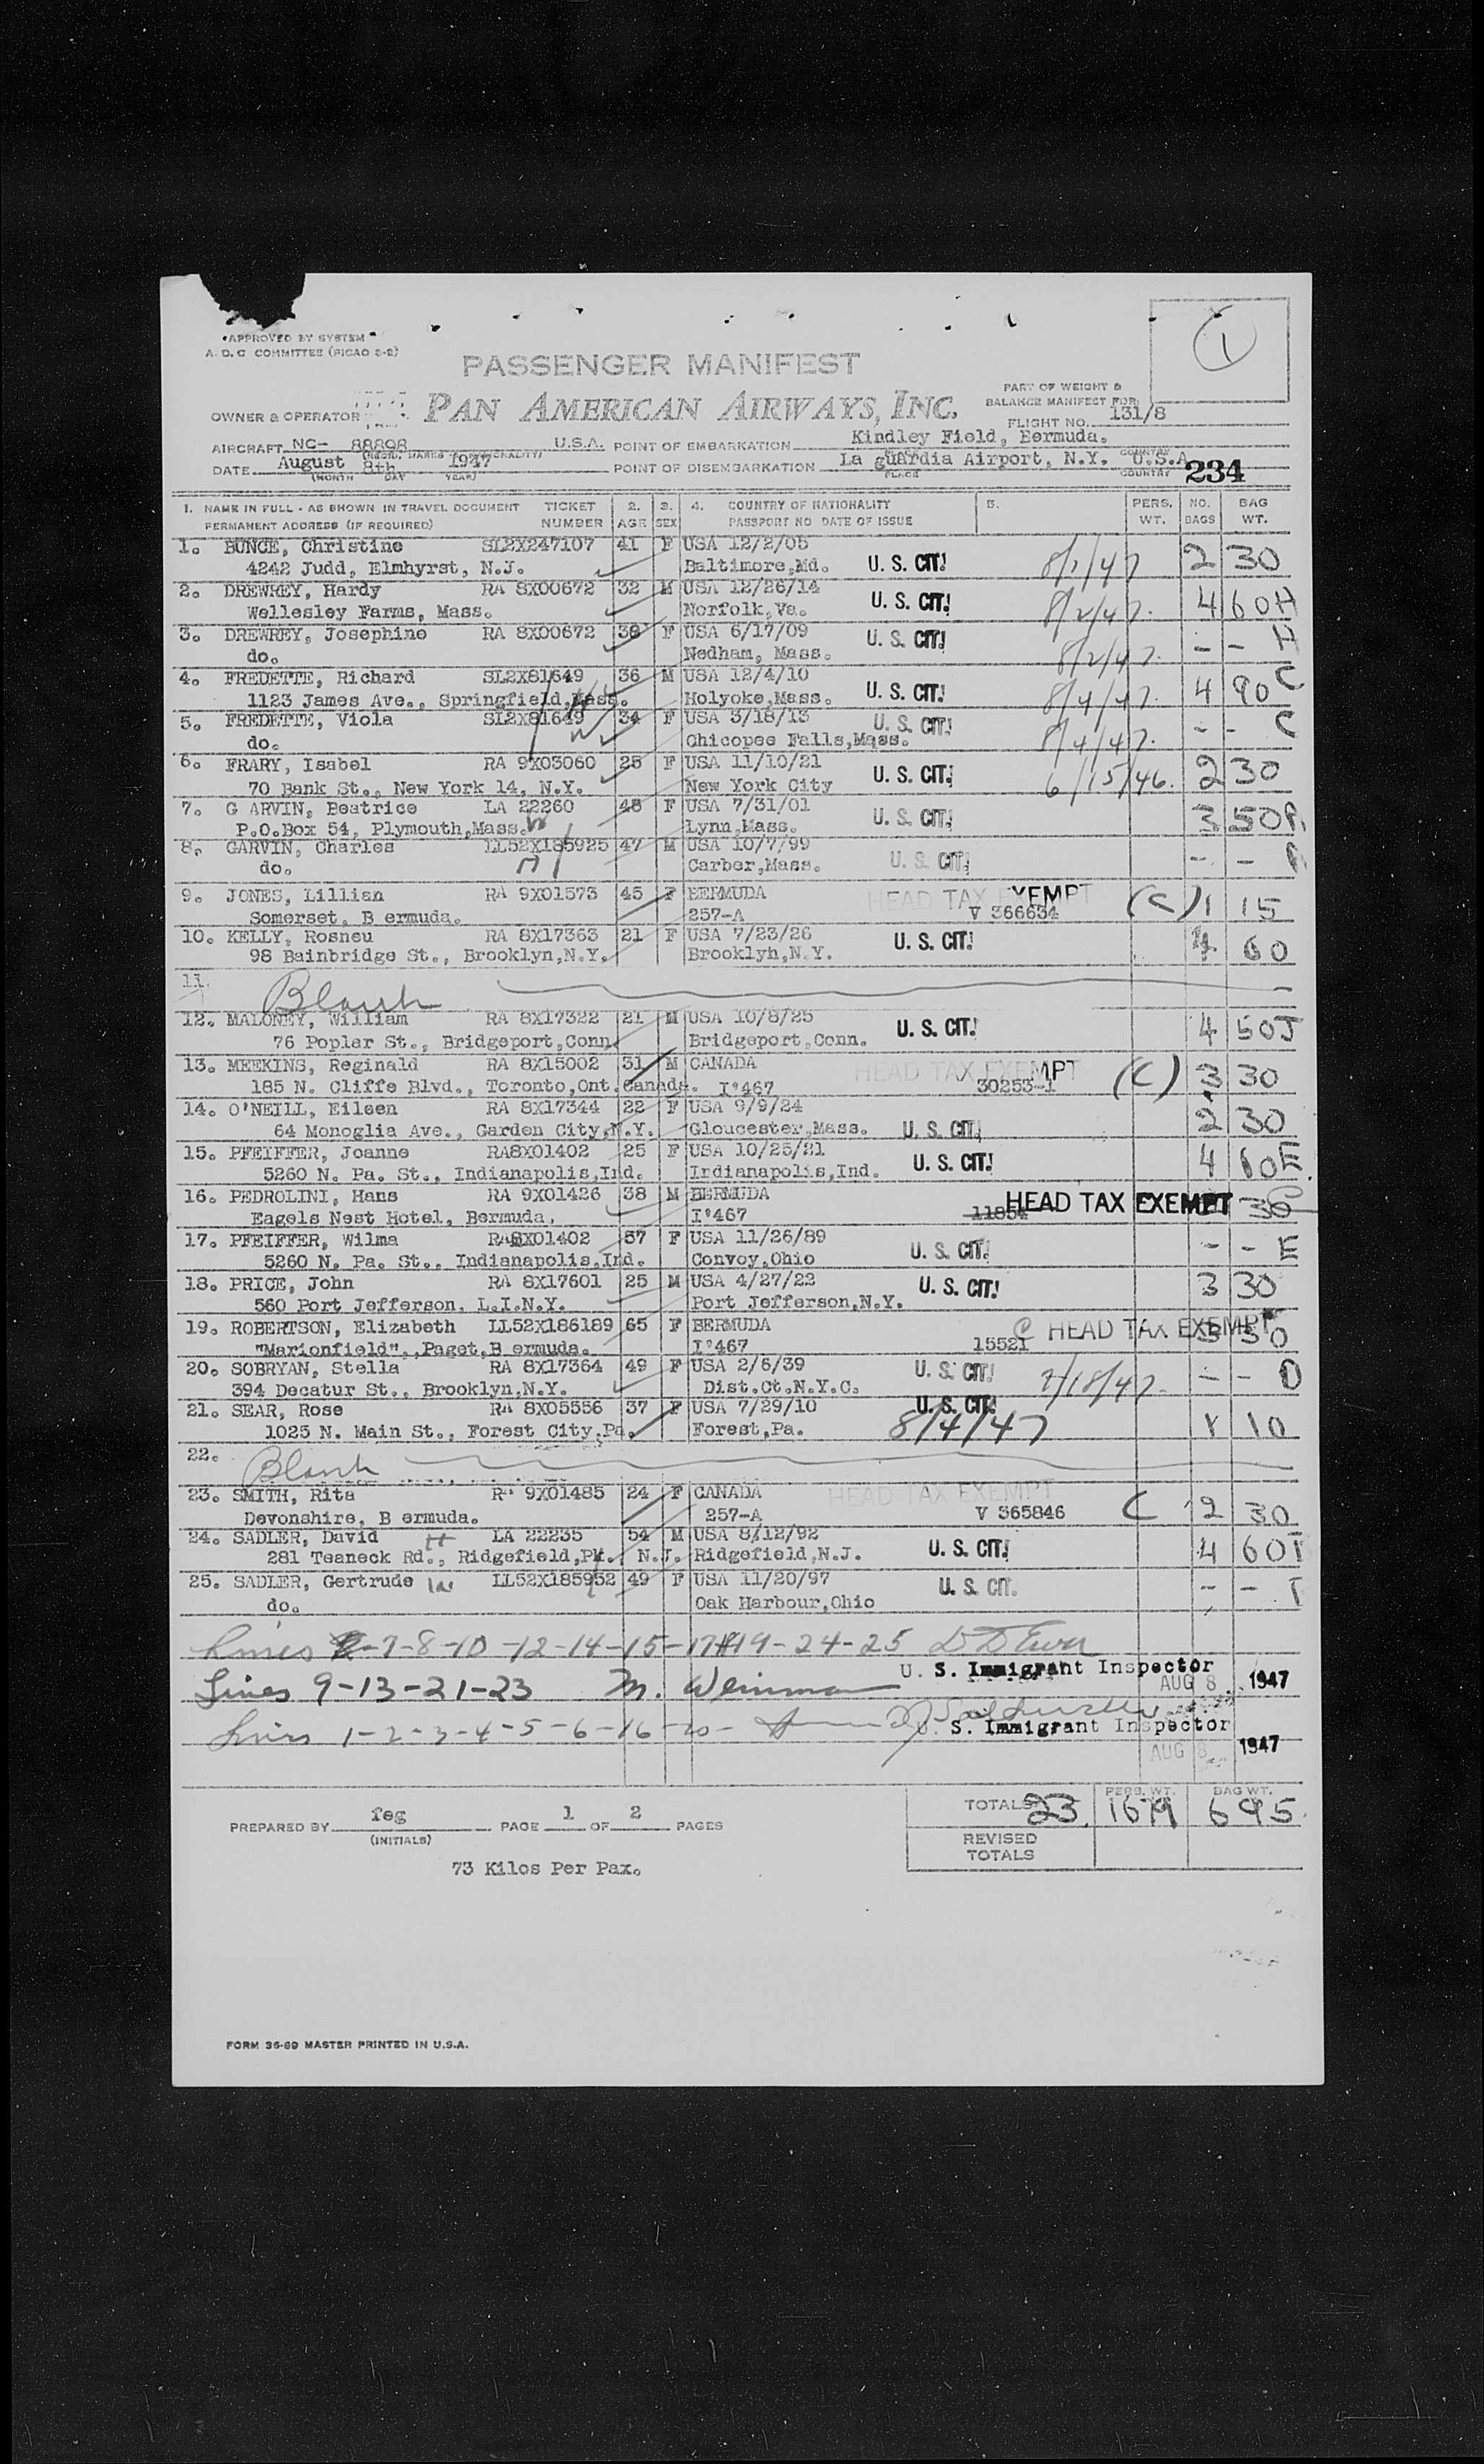 APPROVED BY SYSTEM
A. D. C COMMITTEE (PICAO 2-2)
1
PASSENGER MANIFEST
PART OF WEIGHT &
BALANCE MANIFEST FOR
OWNER & OPERATOR PAN AMERICAN AIRWAYS, INC. FLIGHT NO. 131/8
AIRCRAFT NC- 88898 U.S.A. POINT OF EMBARKATION Kindley Field, Bermuda.
DATE August 8th 1947 POINT OF DISEMBARKATION La guardia Airport, N.Y. U.S.A 234
(MONTH DAY YEAR) PLACE COUNTRY
1. NAME IN FULL - AS SHOWN IN TRAVEL DOCUMENT TICKET 2. 3. 4. COUNTRY OF NATIONALITY 5. PERS. NO. BAG
PERMANENT ADDRESS (IF REQUIRED) NUMBER AGE SEX PASSPORT NO DATE OF ISSUE WT. BAGS WT.
1. BUNCE, Christine SL2X247107 41 F USA 12/2/05
4242 Judd, Elmhyrst, N.J. Baltimore,Md. U. S. CIT. 8/1/47 2 30
2. DREWREY, Hardy RA 8X00672 32 M USA 12/26/14
Wellesley Farms, Mass. Norfolk,Va. U. S. CIT. 8/2/47. 4 60H
3. DREWREY, Josephine RA 8X00672 38 F USA 6/17/09
do. Nedham, Mass. U. S. CIT. 8/2/47. - - H
4. FREDETTE, Richard SL2X81649 36 M USA 12/4/10
1123 James Ave., Springfield,Mass. Holyoke,Mass. U. S. CIT. 8/4/47. 4 90 C
5. FREDETTE, Viola SL2X81649 34 F USA 3/18/13
do. Chicopee Falls,Mass. U. S. CIT. 8/4/47. - - C
6. FRARY, Isabel RA 9X03060 25 F USA 11/10/21
70 Bank St., New York 14, N.Y. New York City U. S. CIT. 6/15/46. 2 30
7. G ARVIN, Beatrice LA 22260 45 F USA 7/31/01
P.O.Box 54, Plymouth,Mass. Lynn,Mass. U. S. CIT. 3 50
8. GARVIN, Charles LL52X185925 47 M USA 10/7/99
do. Carber,Mass. U. S. CIT. - -
9. JONES, Lillian RA 9X01573 45 F BERMUDA HEAD TAX EXEMPT
Somerset, B ermuda. 257-A V 366634 (C) 1 15
10. KELLY, Rosneu RA 8X17363 21 F USA 7/23/26
98 Bainbridge St., Brooklyn,N.Y. Brooklyh,N.Y. U. S. CIT. 4 60
11. Blank
12. MALONEY, William RA 8X17322 21 M USA 10/8/25
76 Poplar St., Bridgeport,Conn. Bridgeport,Conn. U. S. CIT. 4 50J
13. MEEKINS, Reginald RA 8X15002 31 M CANADA HEAD TAX EXEMPT
185 N. Cliffe Blvd., Toronto,Ont.Canada. I°467 30253-1 (C) 3 30
14. O'NEILL, Eileen RA 8X17344 22 F USA 9/9/24
64 Monoglia Ave., Garden City,N.Y. Gloucester,Mass. U. S. CIT. 2 30
15. PFEIFFER, Joanne RA8X01402 25 F USA 10/25/21
5260 N. Pa. St., Indianapolis,Ind. Indianapolis,Ind. U. S. CIT. 4 60E
16. PEDROLINI, Hans RA 9X01426 38 M BERMUDA
Eagels Nest Hotel, Bermuda. I°467 11854 HEAD TAX EXEMPT 30
17. PFEIFFER, Wilma RA8X01402 57 F USA 11/26/89
5260 N. Pa. St., Indianapolis,Ind. Convoy,Ohio U. S. CIT. - - E
18. PRICE, John RA 8X17601 25 M USA 4/27/22
560 Port Jefferson, L.I.N.Y. Port Jefferson,N.Y. U. S. CIT. 3 30
19. ROBERTSON, Elizabeth LL52X186189 65 F BERMUDA C HEAD TAX EXEMPT
"Marionfield",,Paget,B ermuda. I°467 15521 3 30
20. SOBRYAN, Stella RA 8X17364 49 F USA 2/6/39
394 Decatur St., Brooklyn,N.Y. Dist.Ct.N.Y.C. U. S. CIT. 7/18/47. - - D
21. SEAR, Rose RA 8X05556 37 F USA 7/29/10 U. S. CIT.
1025 N. Main St., Forest City,Pa. Forest,Pa. 8/4/47 1 10
22. Blank
23. SMITH, Rita RA 9X01485 24 F CANADA HEAD TAX EXEMPT
Devonshire, B ermuda. 257-A V 365846 C 2 30
24. SADLER, David H LA 22235 54 M USA 8/12/92
281 Teaneck Rd., Ridgefield,Pk. N.J. Ridgefield,N.J. U. S. CIT. 4 60I
25. SADLER, Gertrude W LL52X185952 49 F USA 11/20/97
do. Oak Harbour,Ohio U. S. CIT. - - I
Lines 7-8-10-12-14-15-17-19-24-25
U. S. Immigrant Inspector
Lines 9-13-21-23 M. Weinman AUG 8 1947
Lines 1-2-3-4-5-6-16-20-
U. S. Immigrant Inspector
AUG 8 1947
TOTALS 23 PERS. WT. 1679 BAG WT. 695
PREPARED BY feg PAGE 1 OF 2 PAGES
(INITIALS)
REVISED
TOTALS
73 Kilos Per Pax.
FORM 36-89 MASTER PRINTED IN U.S.A.